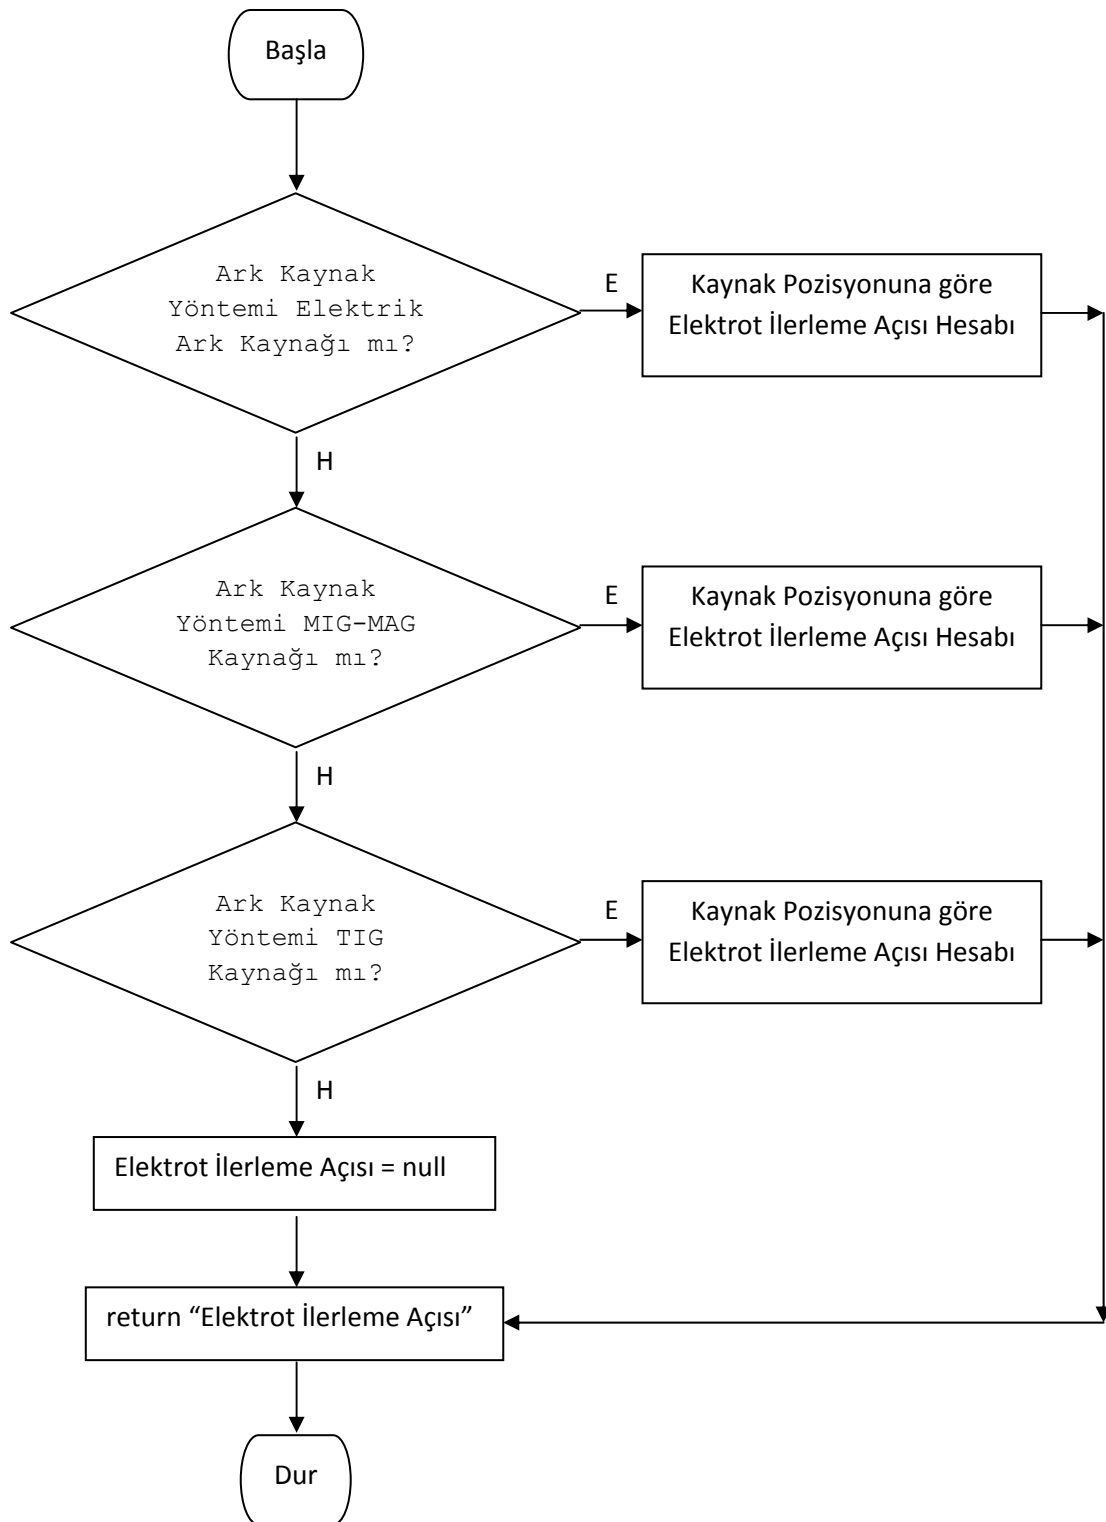 Başla
Ark Kaynak
Yöntemi Elektrik
Ark Kaynağı mı?
E
Kaynak Pozisyonuna göre
Elektrot İlerleme Açısı Hesabı
H
Ark Kaynak
Yöntemi MIG-MAG
Kaynağı mı?
E
Kaynak Pozisyonuna göre
Elektrot İlerleme Açısı Hesabı
H
Ark Kaynak
Yöntemi TIG
Kaynağı mı?
E
Kaynak Pozisyonuna göre
Elektrot İlerleme Açısı Hesabı
H
Elektrot İlerleme Açısı = null
return “Elektrot İlerleme Açısı”
Dur